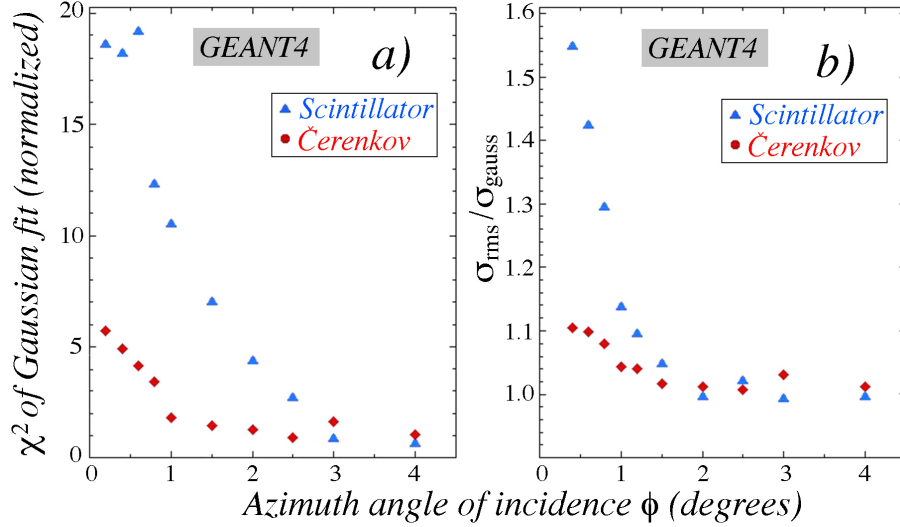 χ² of Gaussian fit (normalized)
20
15
10
5
0
GEANT4
a)
Scintillator
Čerenkov
0 1 2 3 4
σrms/σgauss
1.6
1.5
1.4
1.3
1.2
1.1
1.0
GEANT4
b)
Scintillator
Čerenkov
0 1 2 3 4
Azimuth angle of incidence ϕ (degrees)